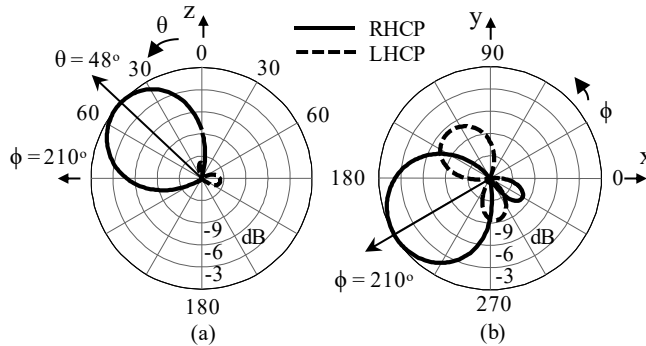 θ z RHCP
LHCP y
0 90
θ = 48° 30 30
60 60 ϕ
ϕ = 210° 180 0 x
-9 dB -9 dB
-6 -6
-3 -3
ϕ = 210°
180 270
(a) (b)